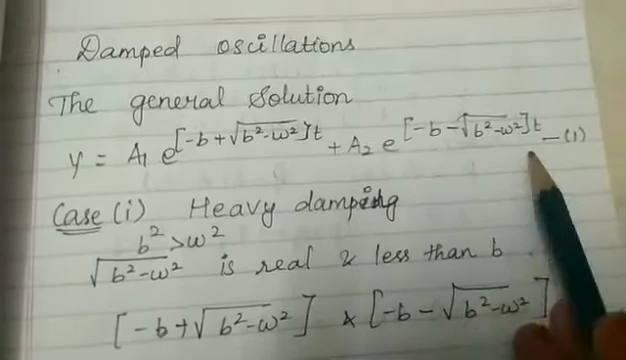 Damped oscillations
The general solution
y = A₁ e^[-b+√(b²-ω²)]t + A₂ e^[-b-√(b²-ω²)]t —(1)
Case (i) Heavy damping
b² > ω²
√(b²-ω²) is real & less than b.
[-b+√(b²-ω²)] & [-b-√(b²-ω²)]